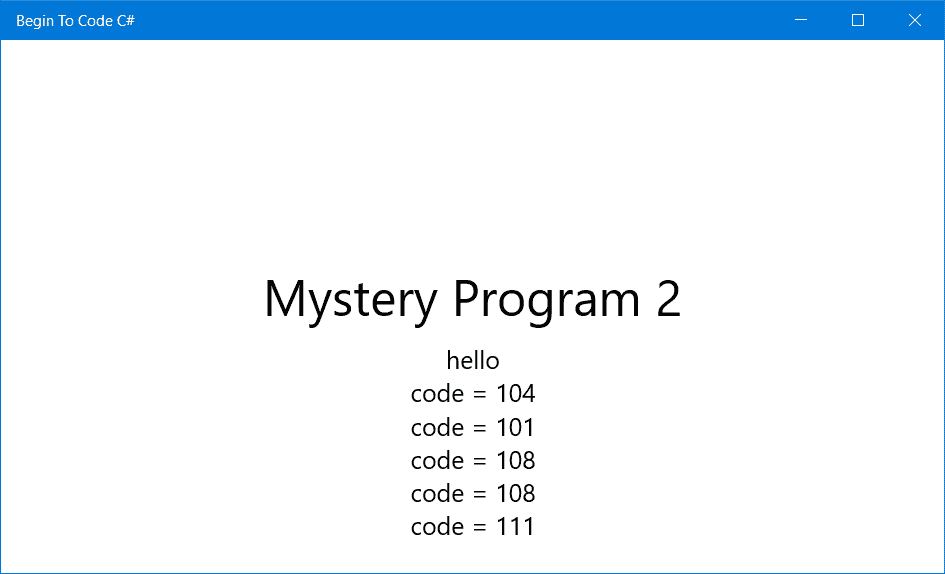 Begin To Code C#
Mystery Program 2
hello
code = 104
code = 101
code = 108
code = 108
code = 111